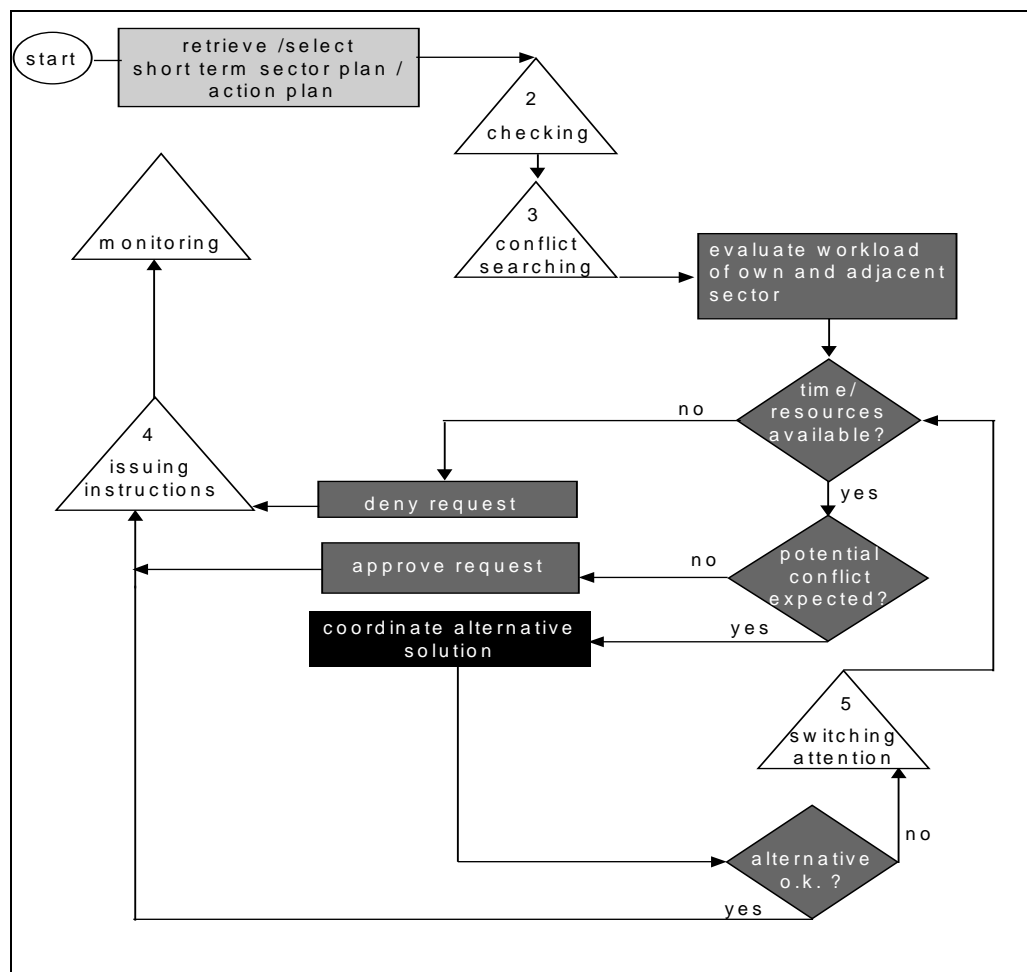 start
retrieve /select
short term sector plan /
action plan
2
checking
3
conflict
searching
monitoring
evaluate workload
of own and adjacent
sector
time/
resources
available?
no
yes
4
issuing
instructions
deny request
approve request
no
potential
conflict
expected?
coordinate alternative
solution
yes
5
switching
attention
alternative
o.k. ?
no
yes